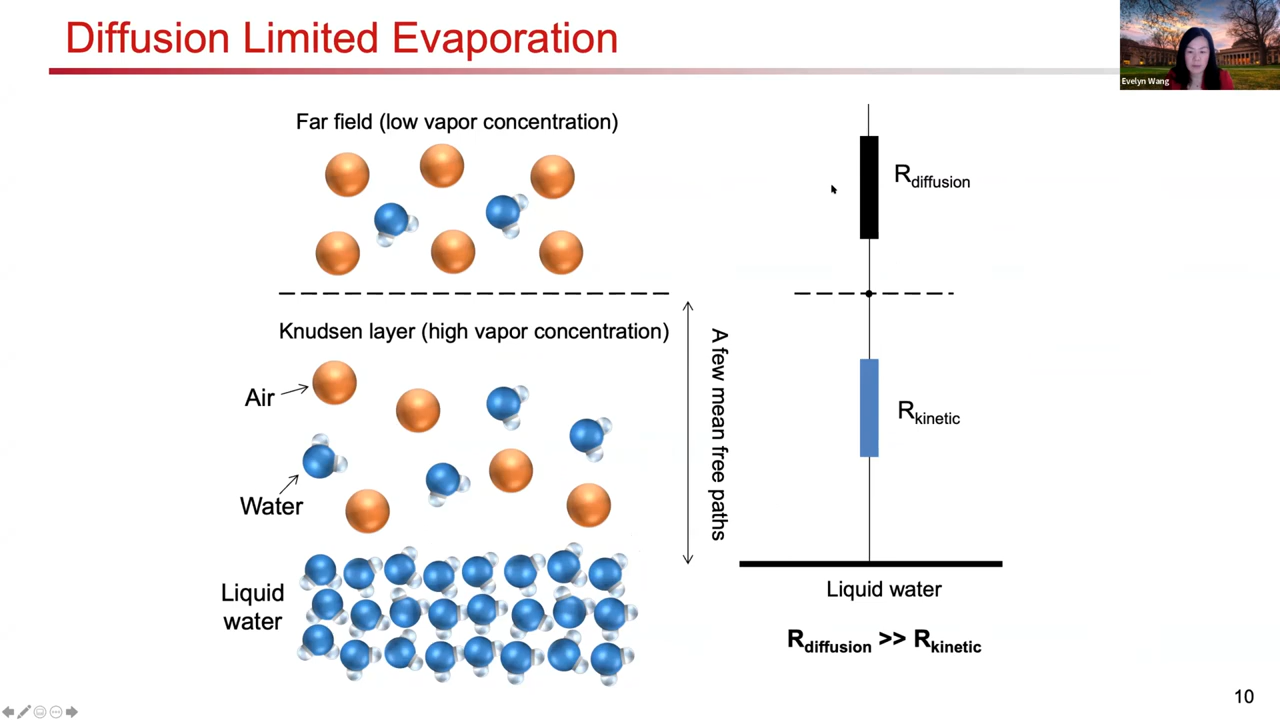 Diffusion Limited Evaporation
Evelyn Wang
Far field (low vapor concentration)
Rdiffusion
Knudsen layer (high vapor concentration)
A few mean free paths
Air
Rkinetic
Water
Liquid
water
Liquid water
Rdiffusion >> Rkinetic
10